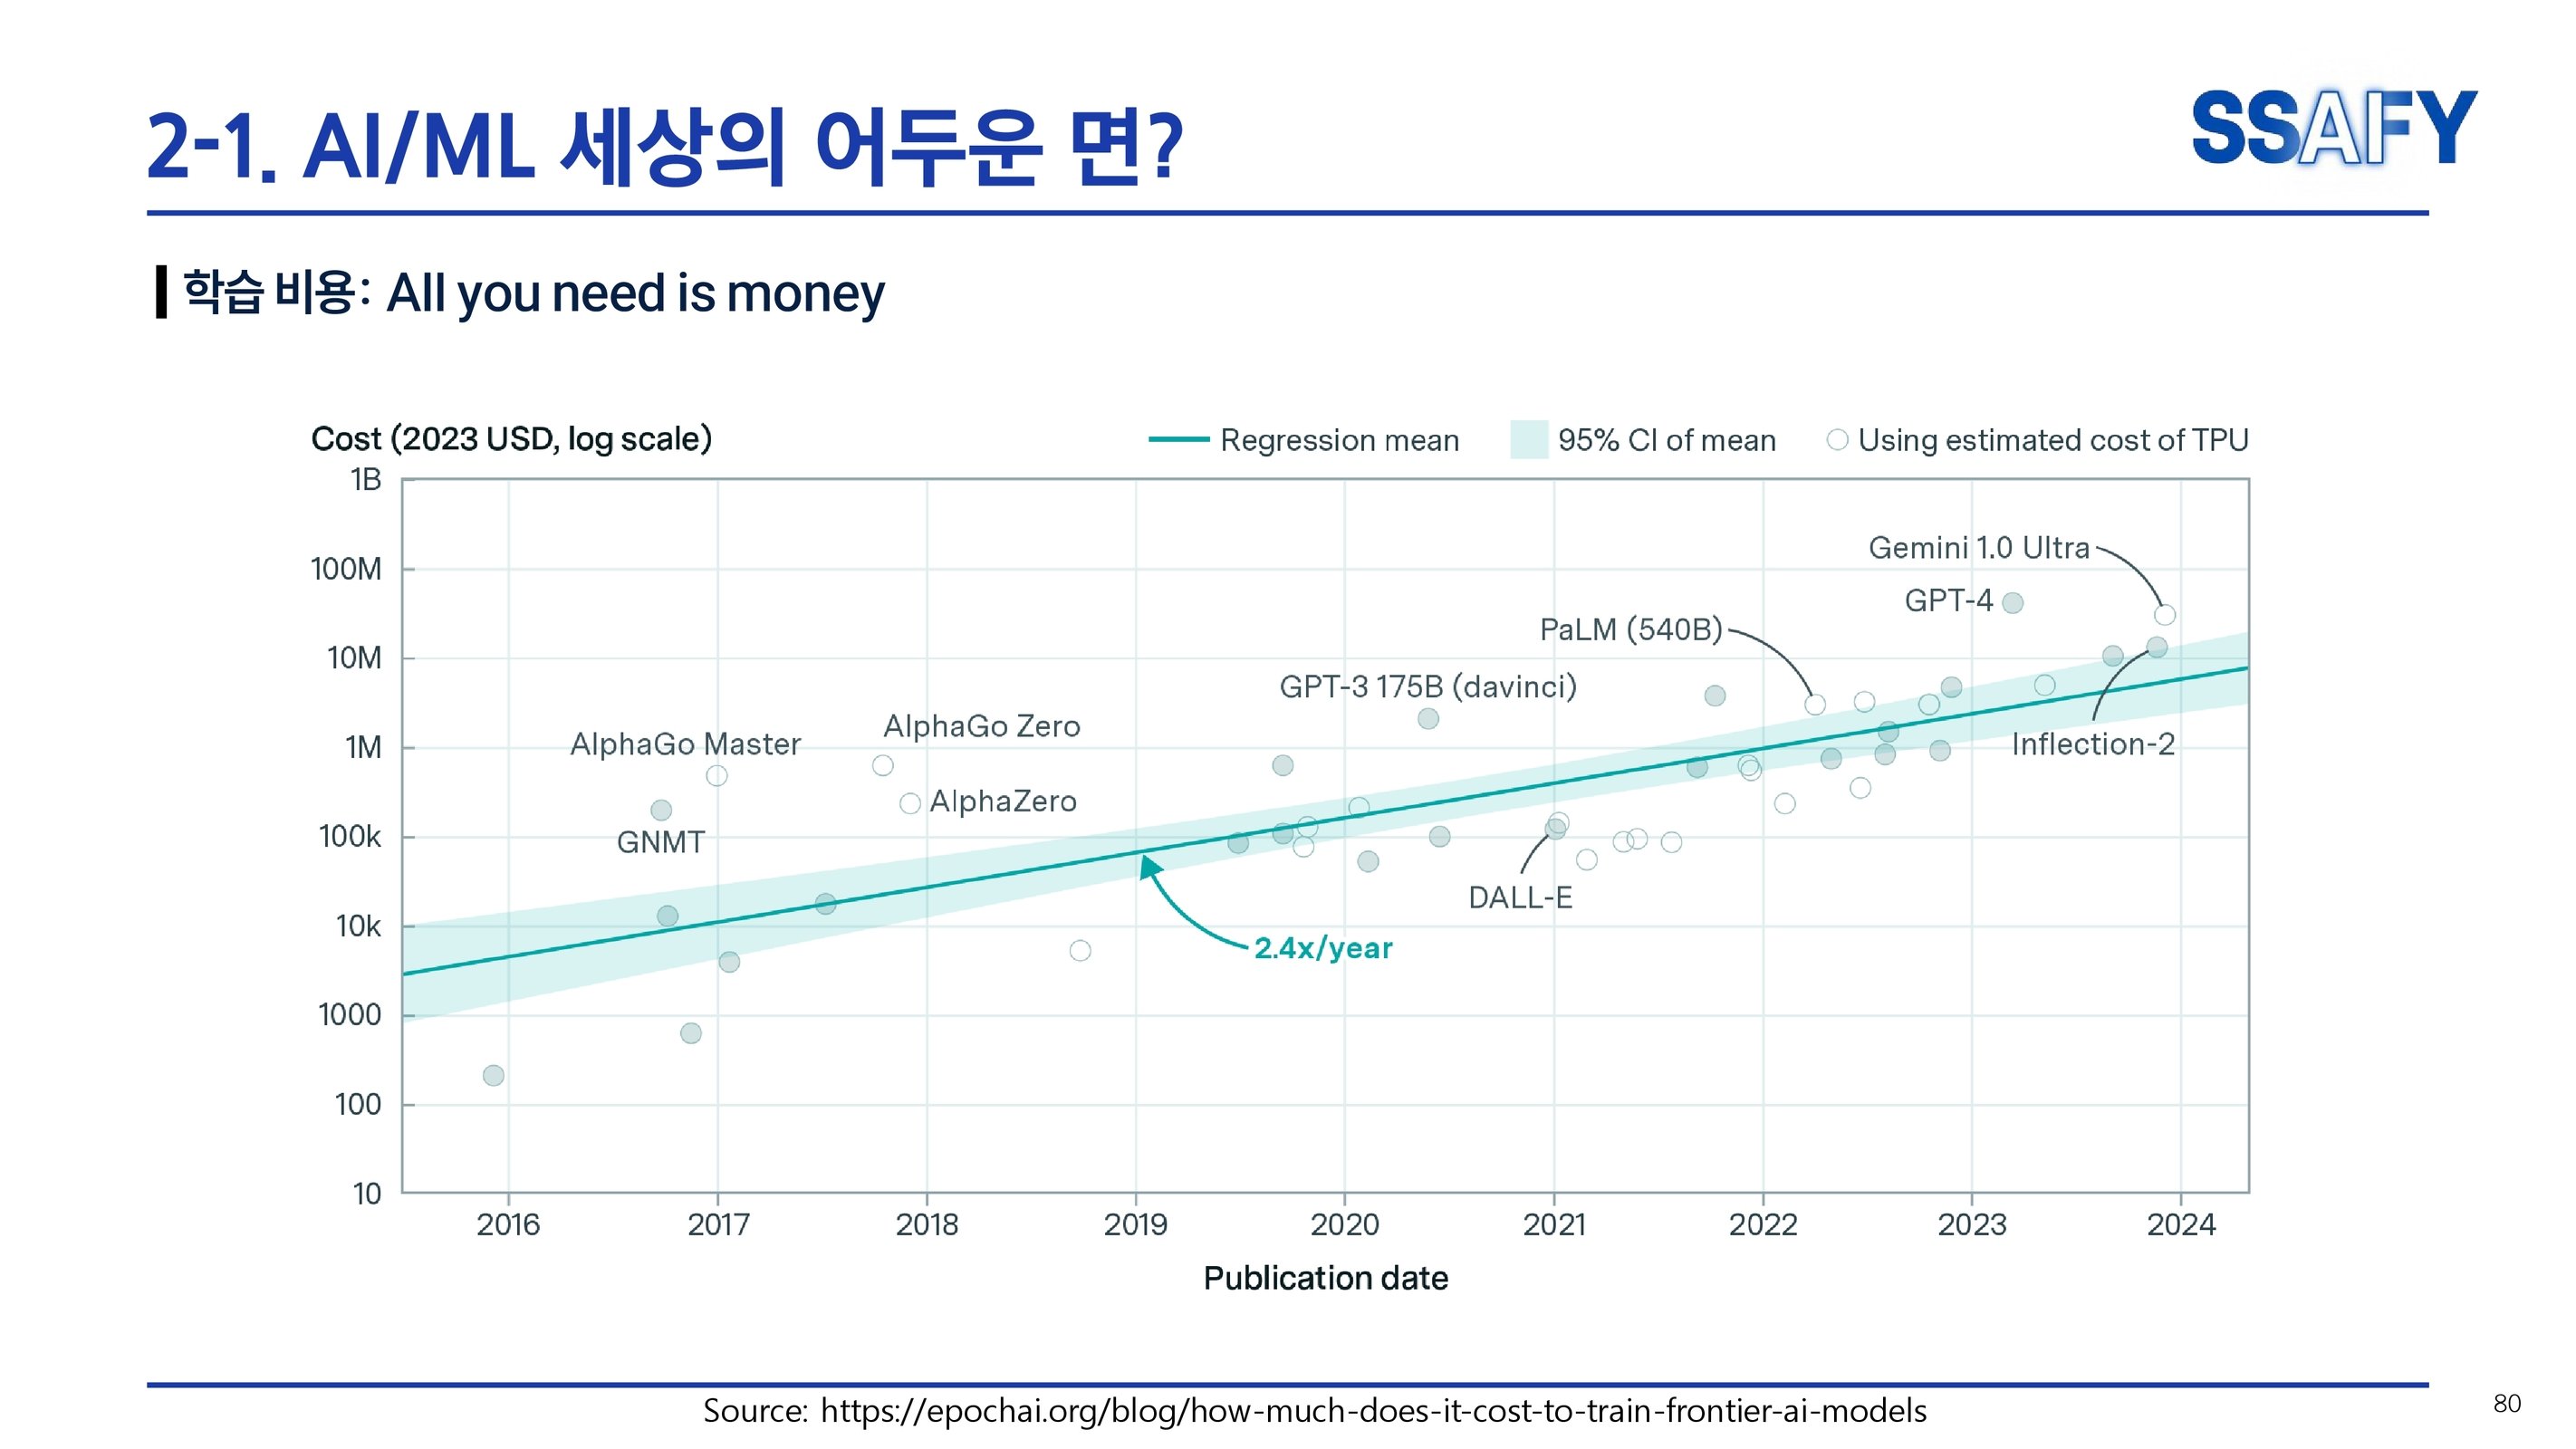 2-1. AI/ML 세상의 어두운 면?
SSAFY
학습 비용: All you need is money
Cost (2023 USD, log scale)
Regression mean
95% CI of mean
Using estimated cost of TPU
1B
100M
10M
1M
100k
10k
1000
100
10
Gemini 1.0 Ultra
GPT-4
PaLM (540B)
GPT-3 175B (davinci)
AlphaGo Zero
AlphaGo Master
Inflection-2
AlphaZero
GNMT
DALL-E
2.4x/year
2016 2017 2018 2019 2020 2021 2022 2023 2024
Publication date
Source: https://epochai.org/blog/how-much-does-it-cost-to-train-frontier-ai-models
80